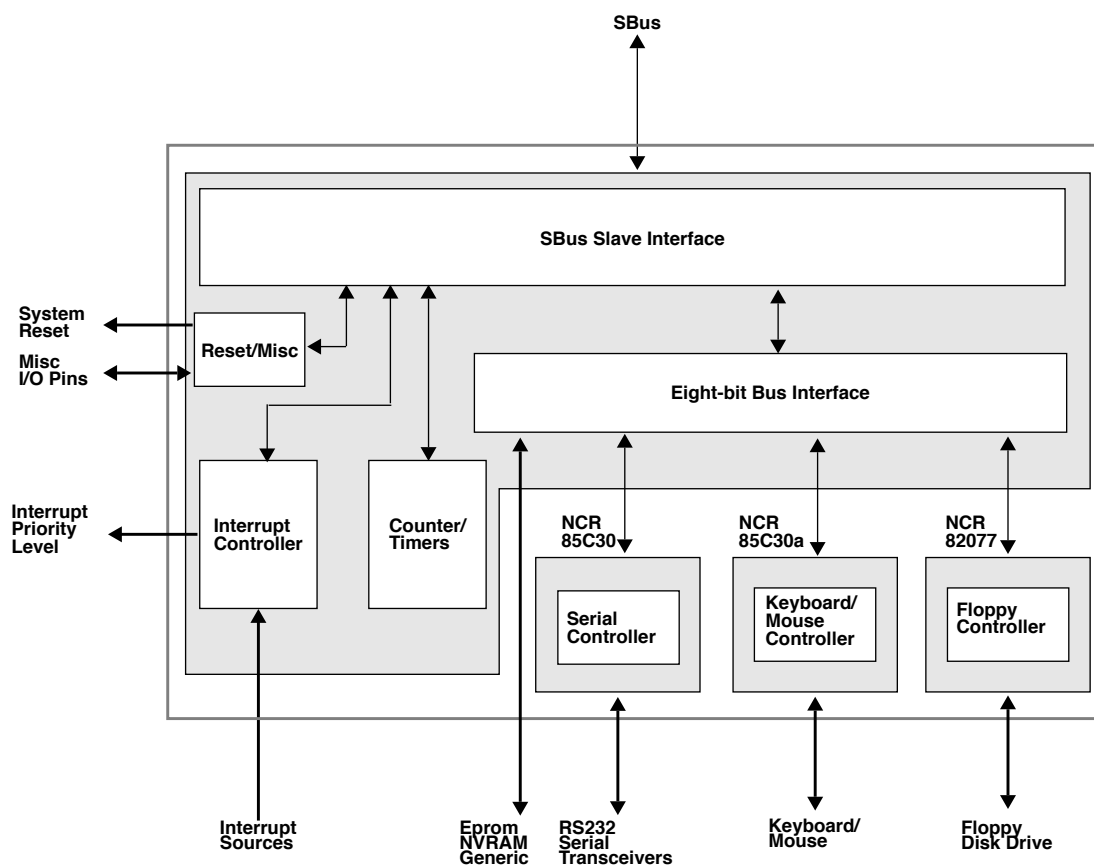 SBus
SBus Slave Interface
System
Reset
Reset/Misc
Misc
I/O Pins
Eight-bit Bus Interface
Interrupt
Priority
Level
Interrupt
Controller
Counter/
Timers
NCR
85C30
NCR
85C30a
NCR
82077
Serial
Controller
Keyboard/
Mouse
Controller
Floppy
Controller
Interrupt
Sources
Eprom
NVRAM
Generic
RS232
Serial
Transceivers
Keyboard/
Mouse
Floppy
Disk Drive